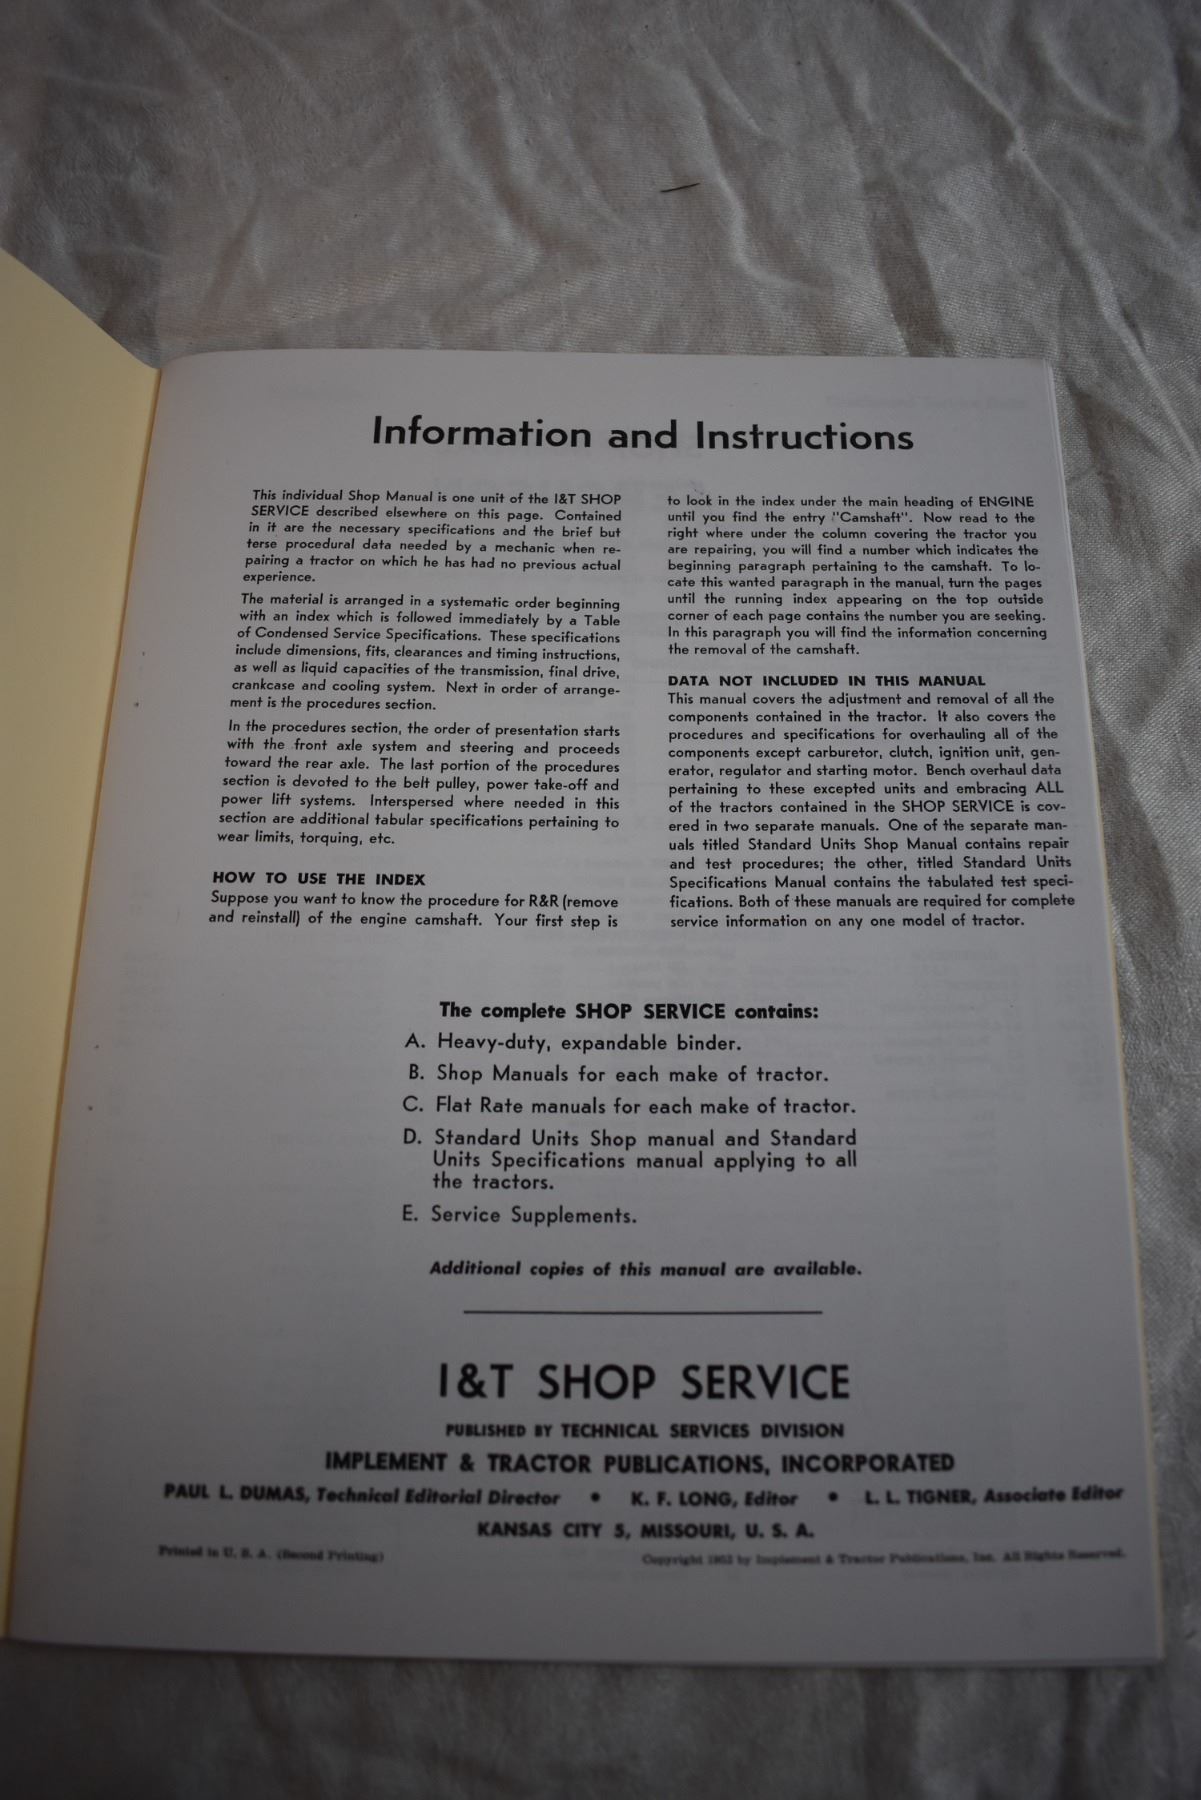 Information and Instructions
This individual Shop Manual is one unit of the I&T SHOP
SERVICE described elsewhere on this page. Contained
in it are the necessary specifications and the brief but
terse procedural data needed by a mechanic when re-
pairing a tractor on which he has had no previous actual
experience.
The material is arranged in a systematic order beginning
with an index which is followed immediately by a Table
of Condensed Service Specifications. These specifications
include dimensions, fits, clearances and timing instructions,
as well as liquid capacities of the transmission, final drive,
crankcase and cooling system. Next in order of arrange-
ment is the procedures section.
In the procedures section, the order of presentation starts
with the front axle system and steering and proceeds
toward the rear axle. The last portion of the procedures
section is devoted to the belt pulley, power take-off and
power lift systems. Interspersed where needed in this
section are additional tabular specifications pertaining to
wear limits, torquing, etc.
HOW TO USE THE INDEX
Suppose you want to know the procedure for R&R (remove
and reinstall) of the engine camshaft. Your first step is
to look in the index under the main heading of ENGINE
until you find the entry "Camshaft". Now read to the
right where under the column covering the tractor you
are repairing, you will find a number which indicates the
beginning paragraph pertaining to the camshaft. To lo-
cate this wanted paragraph in the manual, turn the pages
until the running index appearing on the top outside
corner of each page contains the number you are seeking.
In this paragraph you will find the information concerning
the removal of the camshaft.
DATA NOT INCLUDED IN THIS MANUAL
This manual covers the adjustment and removal of all the
components contained in the tractor. It also covers the
procedures and specifications for overhauling all of the
components except carburetor, clutch, ignition unit, gen-
erator, regulator and starting motor. Bench overhaul data
pertaining to these excepted units and embracing ALL
of the tractors contained in the SHOP SERVICE is cov-
ered in two separate manuals. One of the separate man-
uals titled Standard Units Shop Manual contains repair
and test procedures; the other, titled Standard Units
Specifications Manual contains the tabulated test speci-
fications. Both of these manuals are required for complete
service information on any one model of tractor.
The complete SHOP SERVICE contains:
A. Heavy-duty, expandable binder.
B. Shop Manuals for each make of tractor.
C. Flat Rate manuals for each make of tractor.
D. Standard Units Shop manual and Standard
Units Specifications manual applying to all
the tractors.
E. Service Supplements.
Additional copies of this manual are available.
I&T SHOP SERVICE
PUBLISHED BY TECHNICAL SERVICES DIVISION
IMPLEMENT & TRACTOR PUBLICATIONS, INCORPORATED
PAUL L. DUMAS, Technical Editorial Director • K. F. LONG, Editor • L. L. TIGNER, Associate Editor
KANSAS CITY 5, MISSOURI, U. S. A.
Printed in U. S. A. (Second Printing)
Copyright by Implement & Tractor Publications, Inc. All Rights Reserved.